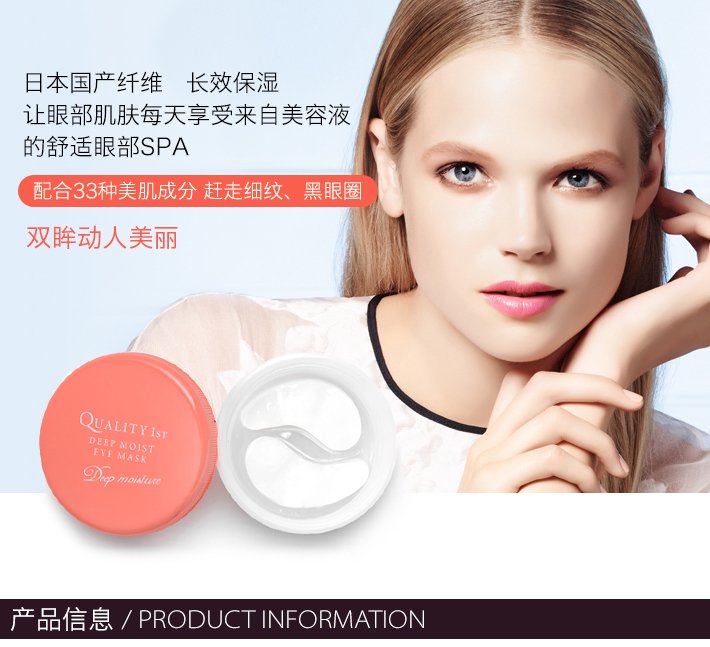 日本国产纤维　长效保湿
让眼部肌肤每天享受来自美容液
的舒适眼部SPA
配合33种美肌成分 赶走细纹、黑眼圈
双眸动人美丽
QUALITY 1ST
DEEP MOIST
EYE MASK
Deep moisture
产品信息 / PRODUCT INFORMATION